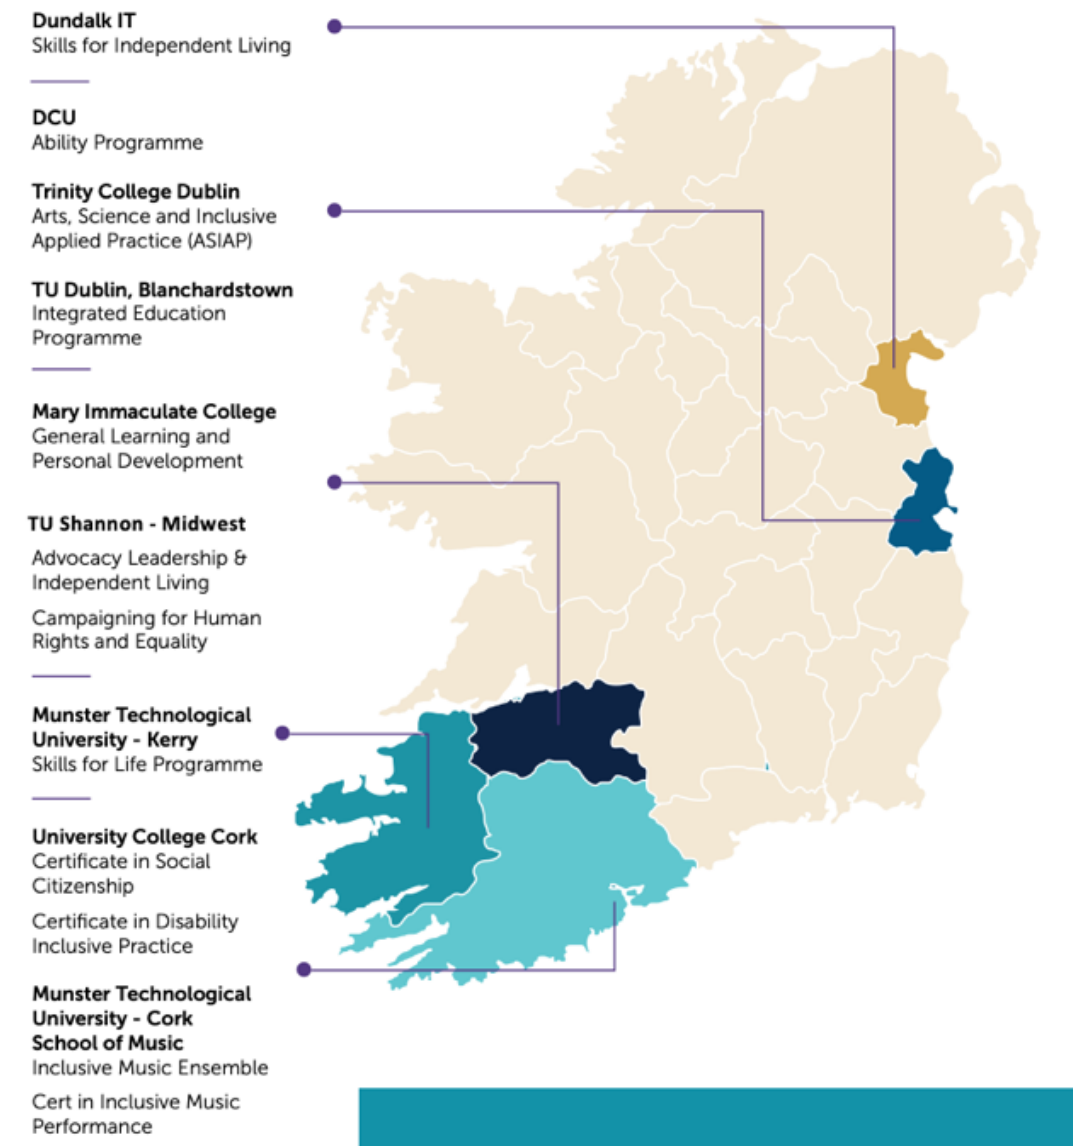 Dundalk IT
Skills for Independent Living
DCU
Ability Programme
Trinity College Dublin
Arts, Science and Inclusive
Applied Practice (ASIAP)
TU Dublin, Blanchardstown
Integrated Education
Programme
Mary Immaculate College
General Learning and
Personal Development
TU Shannon - Midwest
Advocacy Leadership &
Independent Living
Campaigning for Human
Rights and Equality
Munster Technological
University - Kerry
Skills for Life Programme
University College Cork
Certificate in Social
Citizenship
Certificate in Disability
Inclusive Practice
Munster Technological
University - Cork
School of Music
Inclusive Music Ensemble
Cert in Inclusive Music
Performance